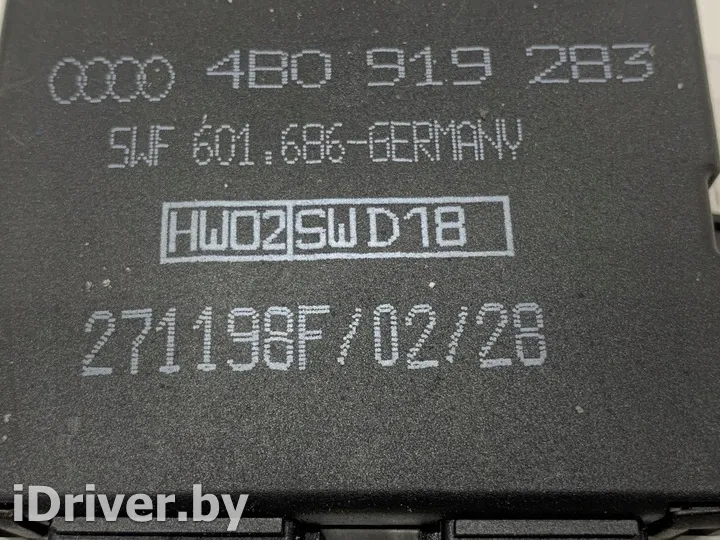 4B0 919 283
SWF 601.686-GERMANY
HW02 SW D18
271198F/02/28
iDriver.by